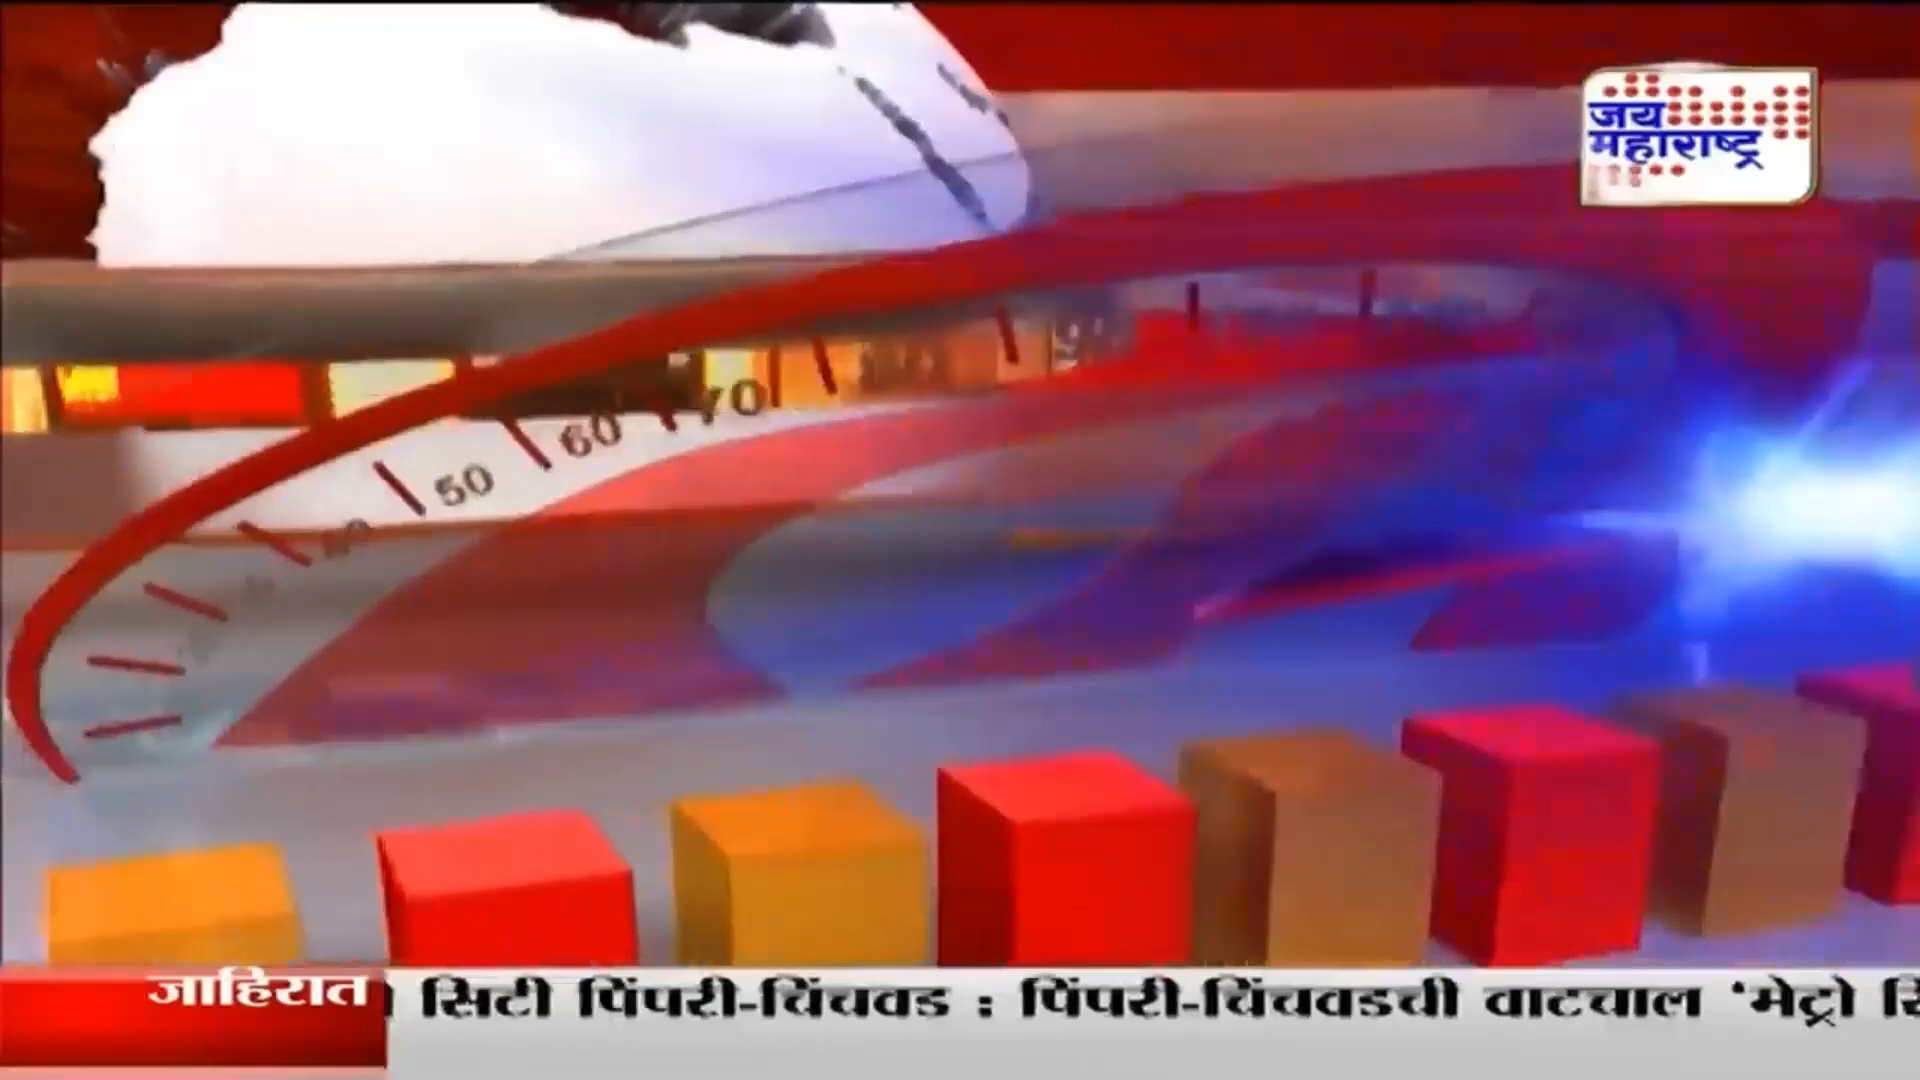 जय
महाराष्ट्र
70
60
50
जाहिरात
सिटी पिंपरी-चिंचवड : पिंपरी-चिंचवडची वाटचाल ‘मेट्रो